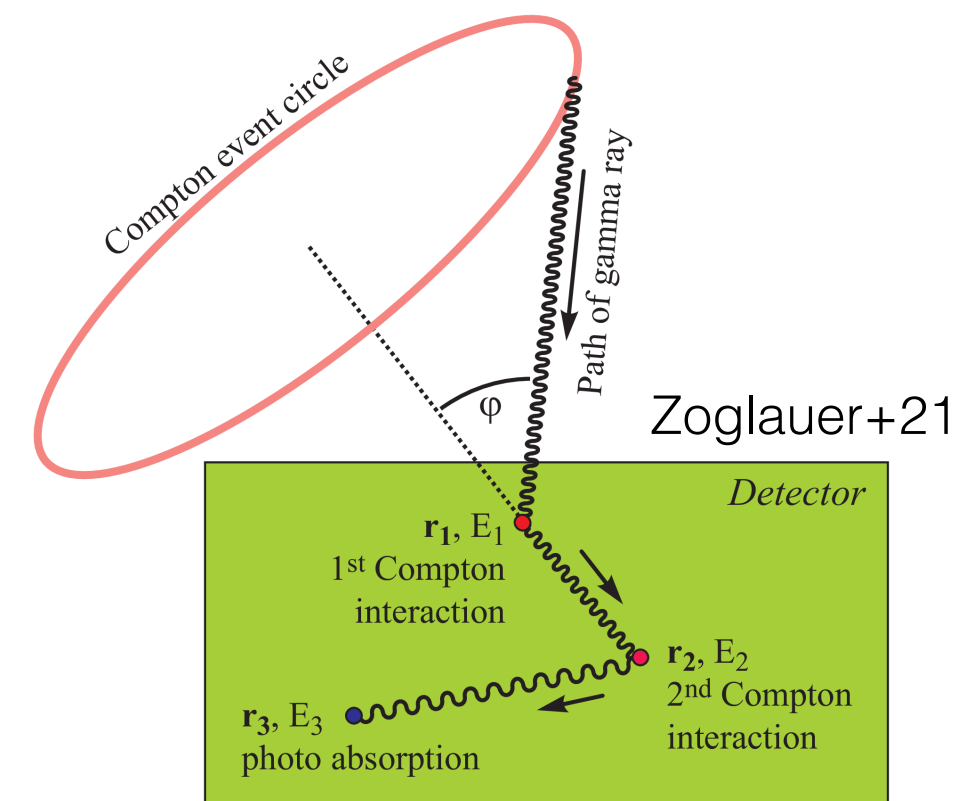 Compton event circle
Path of gamma ray
φ
Zoglauer+21
Detector
r₁, E₁
1st Compton
interaction
r₂, E₂
2nd Compton
interaction
r₃, E₃
photo absorption